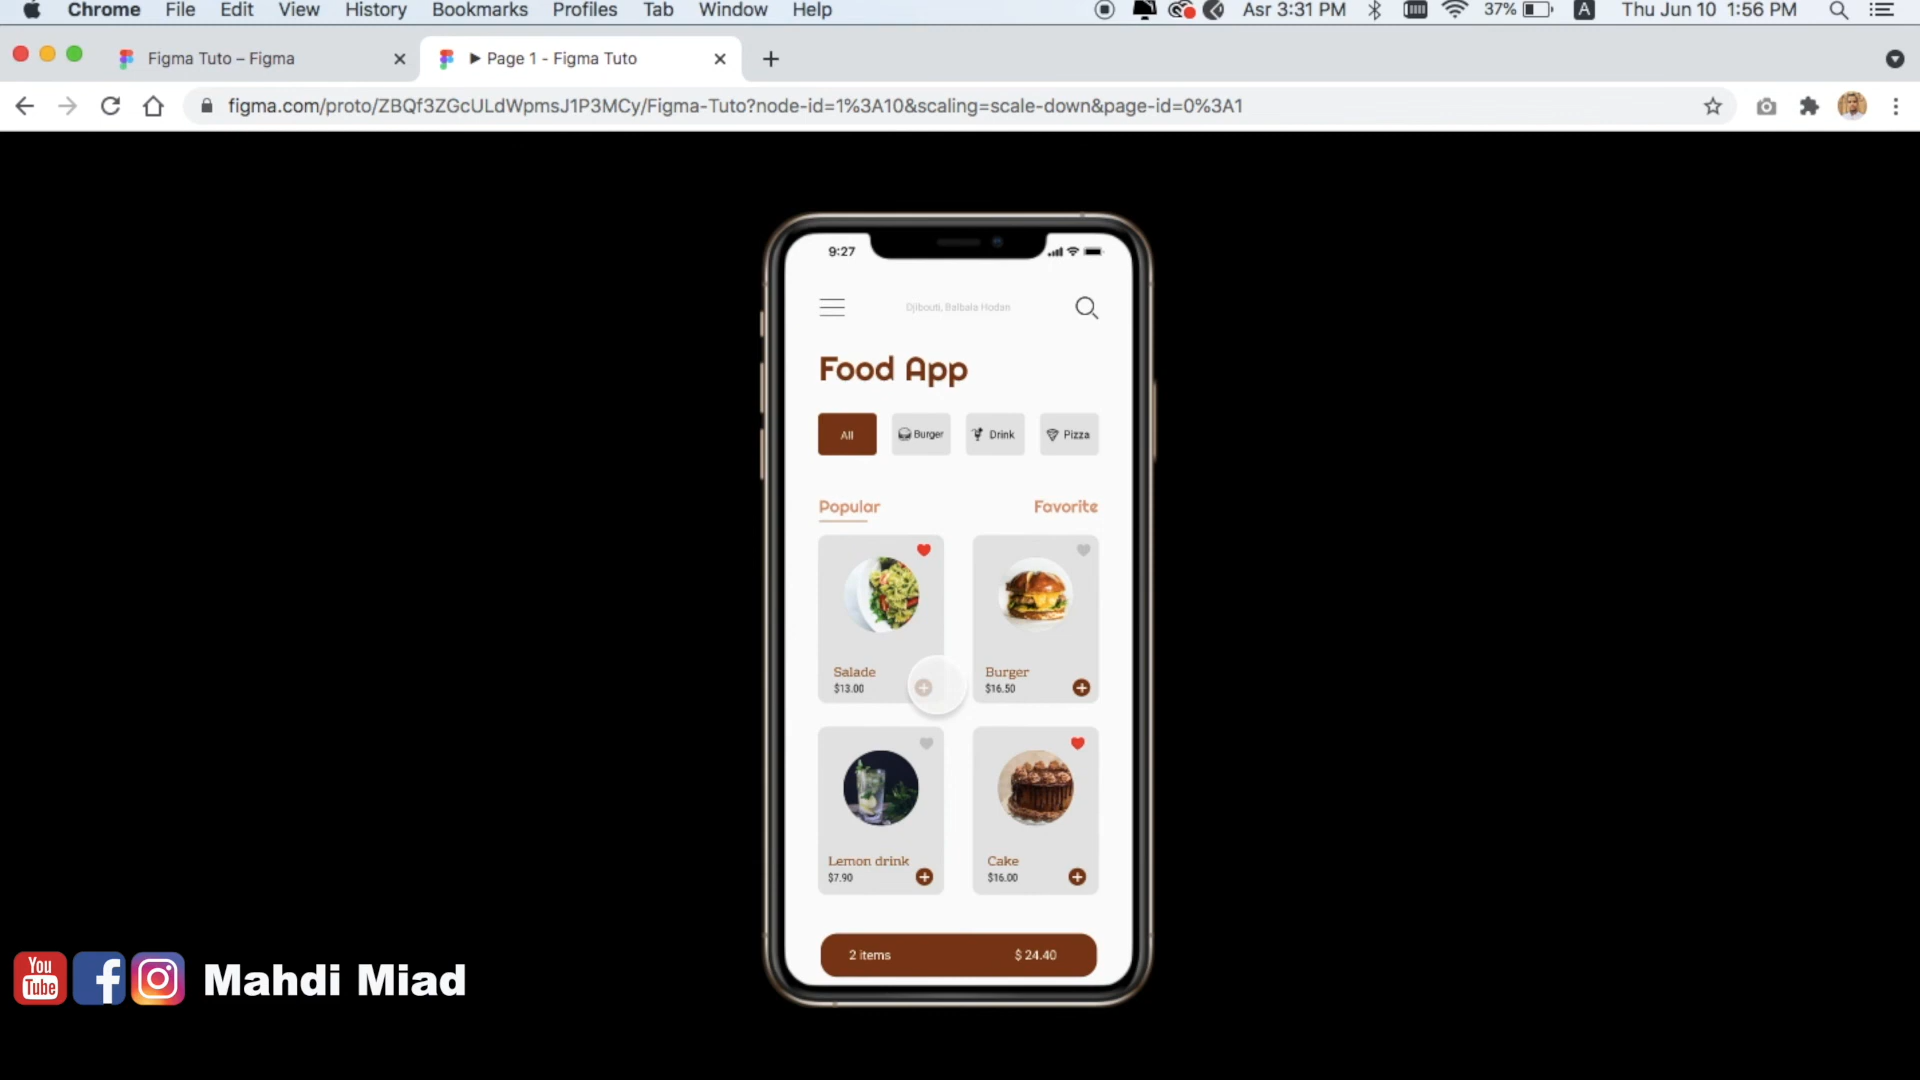 Chrome File Edit View History Bookmarks Profiles Tab Window Help Asr 3:31 PM 37% A Thu Jun 10 1:56 PM
Figma Tuto – Figma
▶ Page 1 - Figma Tuto
figma.com/proto/ZBQf3ZGcULdWpmsJ1P3MCy/Figma-Tuto?node-id=1%3A10&scaling=scale-down&page-id=0%3A1
9:27
Djibouti, Balbala Hodan
Food App
All Burger Drink Pizza
Popular Favorite
Salade
$13.00
Burger
$16.50
Lemon drink
$7.90
Cake
$16.00
2 items $ 24.40
You
Tube
Mahdi Miad